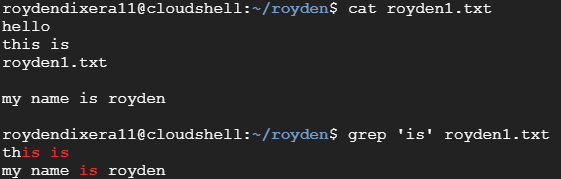 roydendixera11@cloudshell:~/royden$ cat royden1.txt
hello
this is
royden1.txt

my name is royden

roydendixera11@cloudshell:~/royden$ grep 'is' royden1.txt
this is
my name is royden